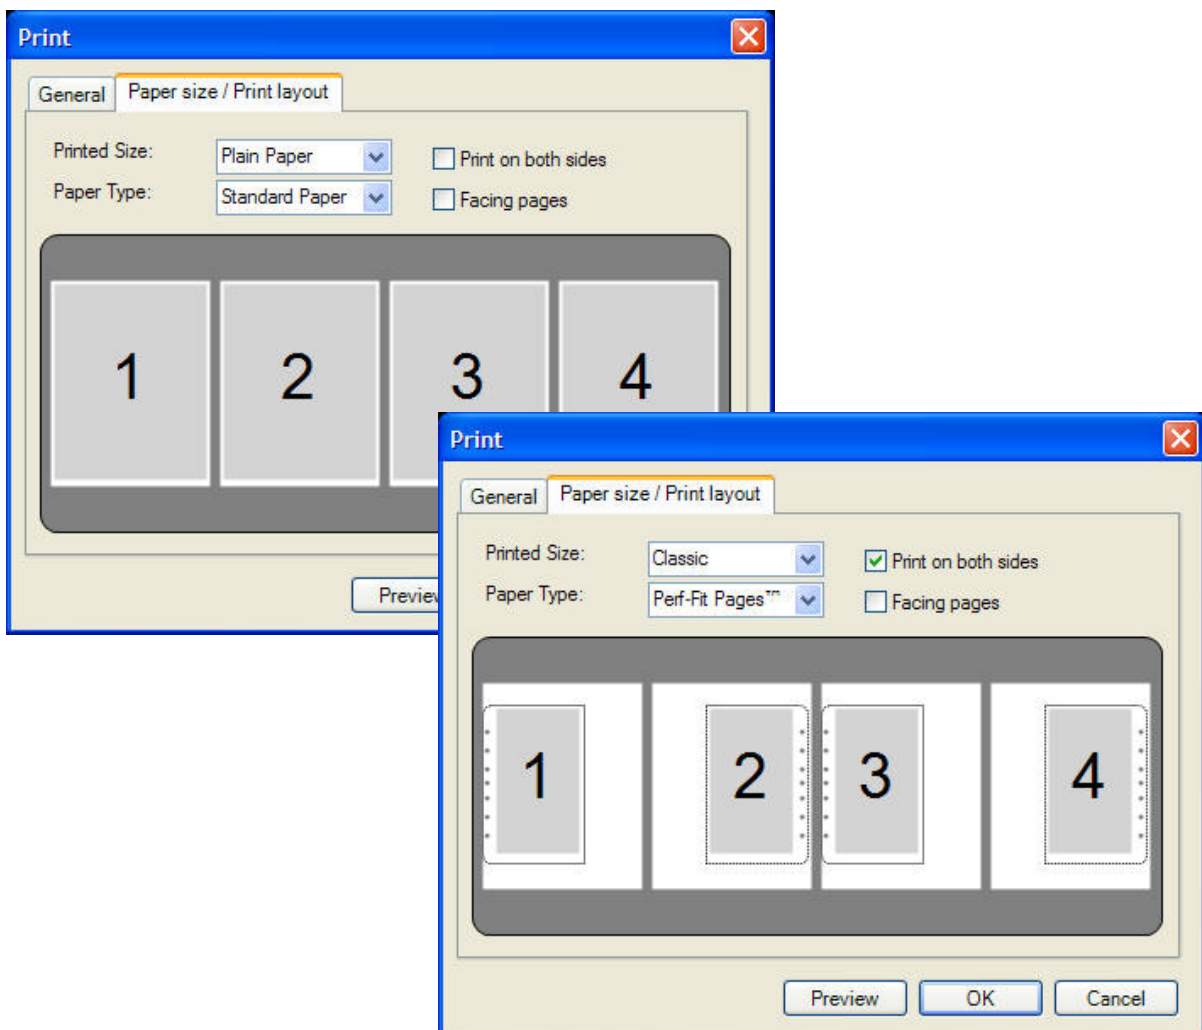 Print
General Paper size / Print layout
Printed Size: Plain Paper Print on both sides
Paper Type: Standard Paper Facing pages
1 2 3 4
Preview
Print
General Paper size / Print layout
Printed Size: Classic Print on both sides
Paper Type: Perf-Fit Pages™ Facing pages
1 2 3 4
Preview OK Cancel